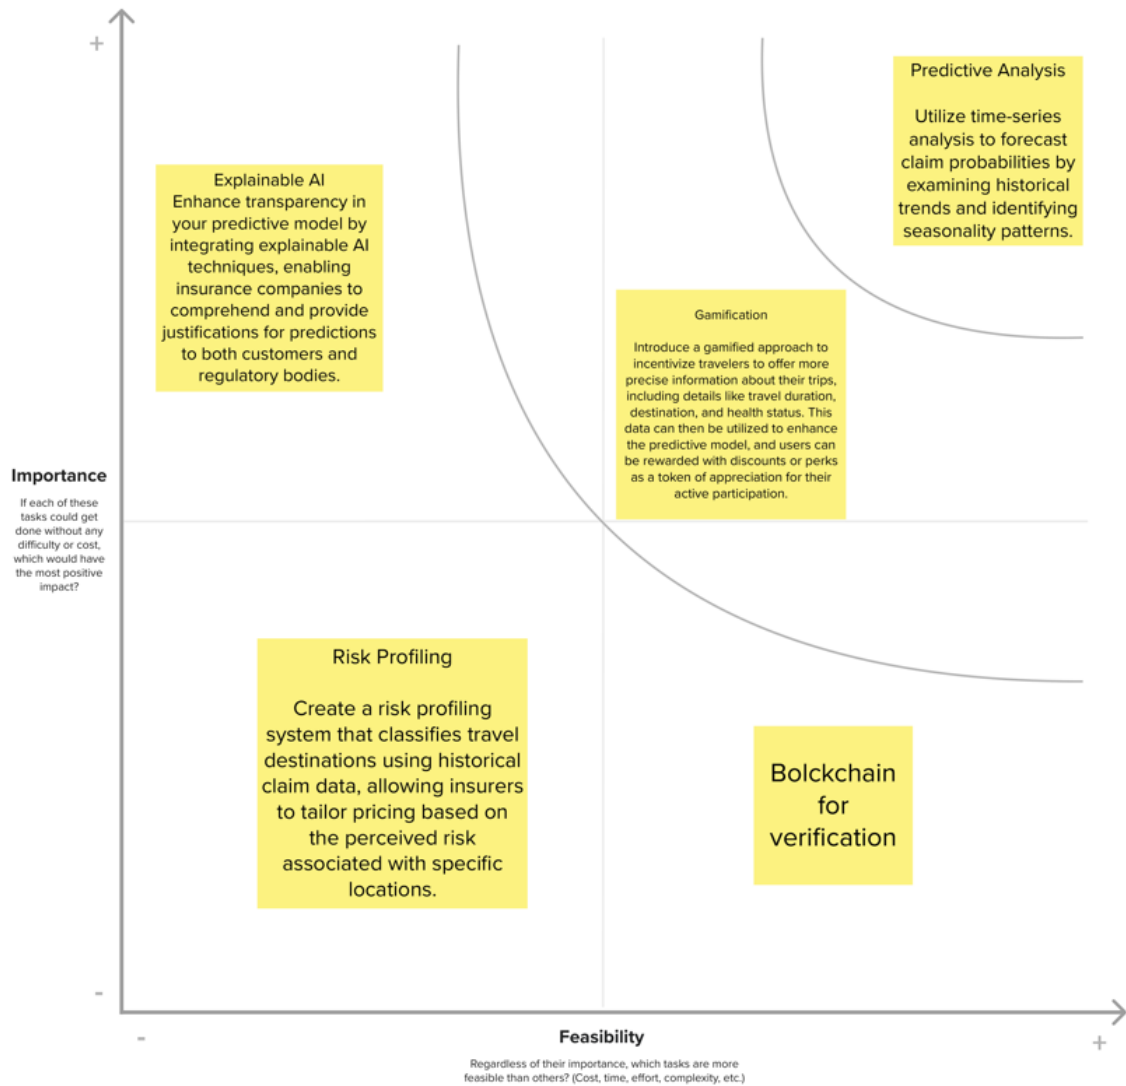 +
Predictive Analysis
Utilize time-series
analysis to forecast
claim probabilities by
examining historical
trends and identifying
seasonality patterns.
Explainable AI
Enhance transparency in
your predictive model by
integrating explainable AI
techniques, enabling
insurance companies to
comprehend and provide
justifications for predictions
to both customers and
regulatory bodies.
Gamification
Introduce a gamified approach to
incentivize travelers to offer more
precise information about their trips,
including details like travel duration,
destination, and health status. This
data can then be utilized to enhance
the predictive model, and users can
be rewarded with discounts or perks
as a token of appreciation for their
active participation.
Importance
If each of these
tasks could get
done without any
difficulty or cost,
which would have
the most positive
impact?
Risk Profiling
Create a risk profiling
system that classifies travel
destinations using historical
claim data, allowing insurers
to tailor pricing based on
the perceived risk
associated with specific
locations.
Bolckchain
for
verification
-
-
Feasibility
+
Regardless of their importance, which tasks are more
feasible than others? (Cost, time, effort, complexity, etc.)